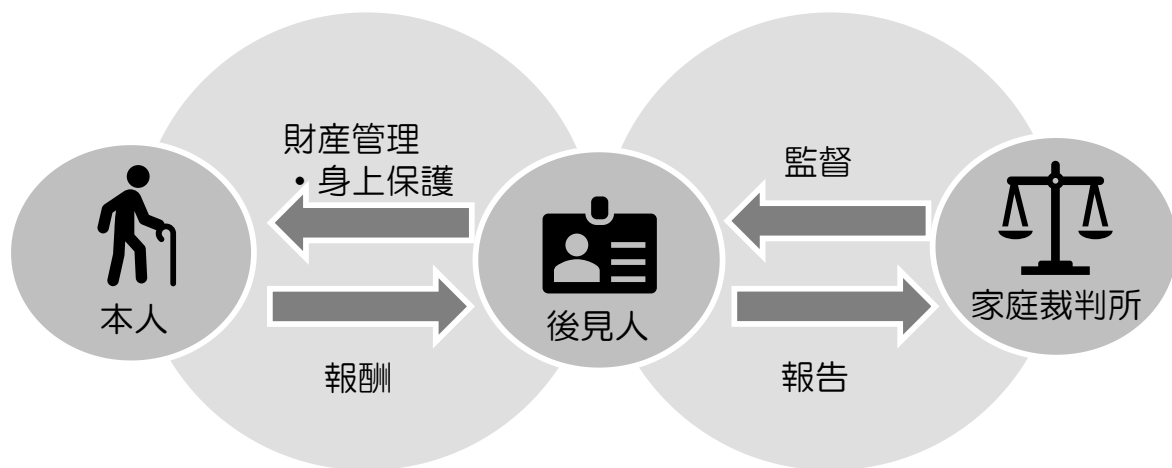 財産管理
・身上保護
監督
本人
後見人
家庭裁判所
報酬
報告